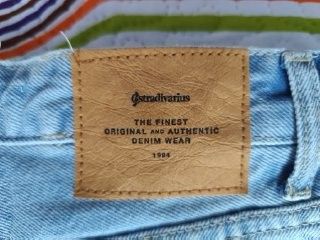 stradivarius
THE FINEST
ORIGINAL AND AUTHENTIC
DENIM WEAR
1994